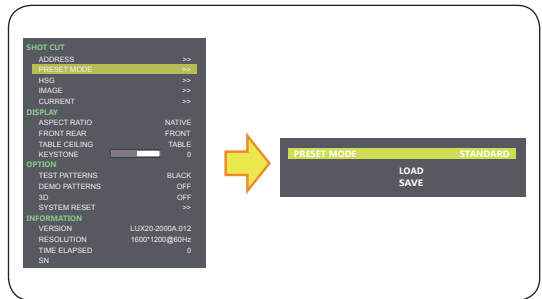 SHOT CUT
ADDRESS >>
PRESET MODE >>
HSG >>
IMAGE >>
CURRENT >>
DISPLAY
ASPECT RATIO NATIVE
FRONT REAR FRONT
TABLE CEILING TABLE
KEYSTONE 0
OPTION
TEST PATTERNS BLACK
DEMO PATTERNS OFF
3D OFF
SYSTEM RESET >>
INFORMATION
VERSION LUX20-2000A.012
RESOLUTION 1600*1200@60Hz
TIME ELAPSED 0
SN
PRESET MODE STANDARD
LOAD
SAVE